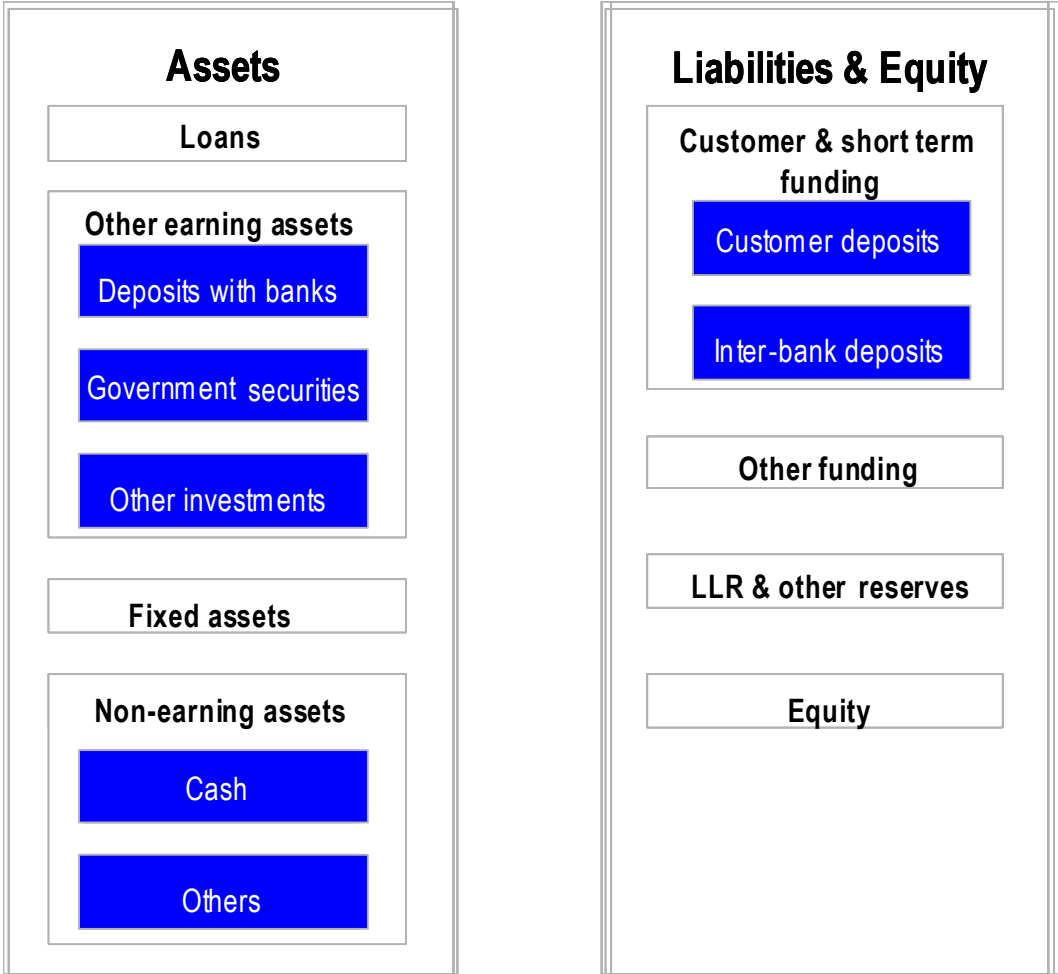 Assets
Loans
Other earning assets
Deposits with banks
Government securities
Other investments
Fixed assets
Non-earning assets
Cash
Others
Liabilities & Equity
Customer & short term
funding
Customer deposits
Inter-bank deposits
Other funding
LLR & other reserves
Equity